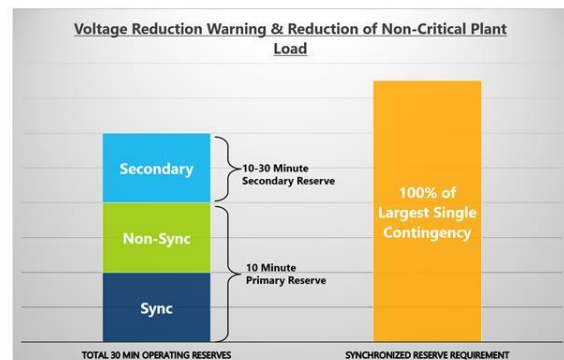 Voltage Reduction Warning & Reduction of Non-Critical Plant
Load
Secondary
10-30 Minute
Secondary Reserve
Non-Sync
10 Minute
Primary Reserve
Sync
100% of
Largest Single
Contingency
TOTAL 30 MIN OPERATING RESERVES
SYNCHRONIZED RESERVE REQUIREMENT